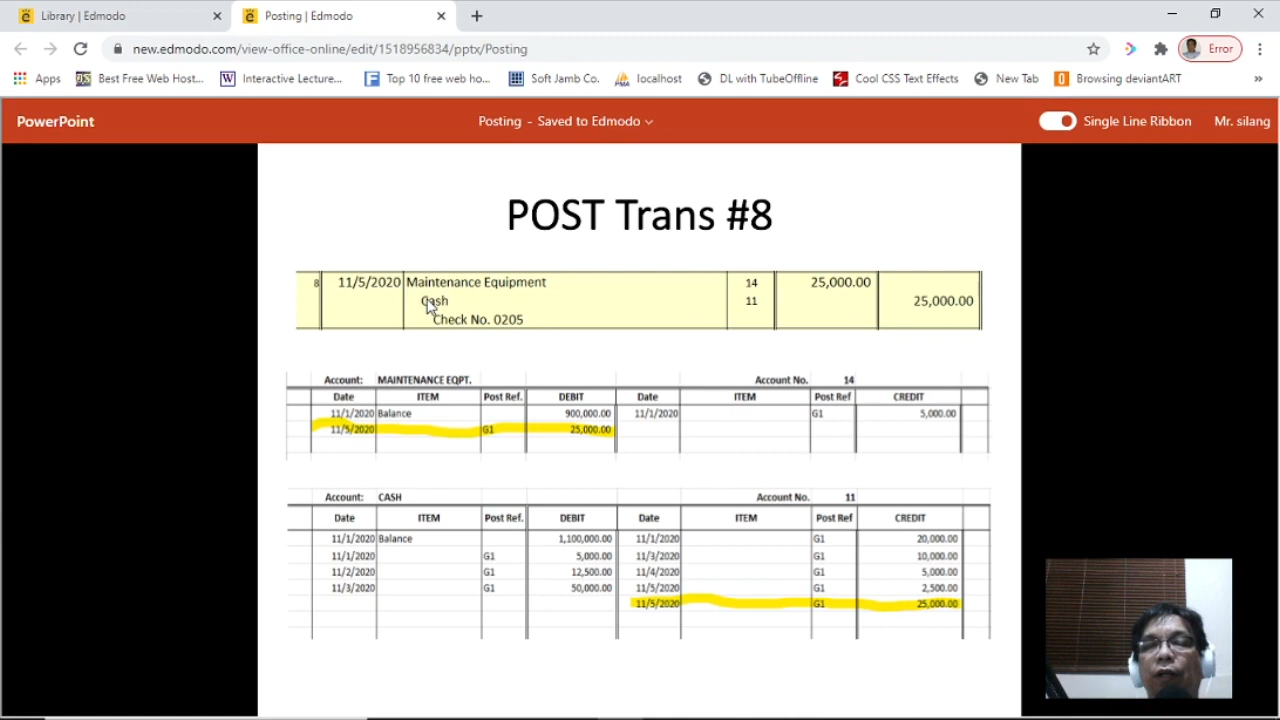 Library | Edmodo
Posting | Edmodo
new.edmodo.com/view-office-online/edit/1518956834/pptx/Posting
Error
Apps Best Free Web Host... Interactive Lecture... Top 10 free web ho... Soft Jamb Co. localhost DL with TubeOffline Cool CSS Text Effects New Tab Browsing deviantART »
PowerPoint Posting - Saved to Edmodo Single Line Ribbon Mr. silang
POST Trans #8
8 11/5/2020 Maintenance Equipment 14 25,000.00
Cash 11 25,000.00
Check No. 0205
Account: MAINTENANCE EQPT. Account No. 14
Date ITEM Post Ref. DEBIT Date ITEM Post Ref CREDIT
11/1/2020 Balance 900,000.00 11/1/2020 G1 5,000.00
11/5/2020 G1 25,000.00
Account: CASH Account No. 11
Date ITEM Post Ref. DEBIT Date ITEM Post Ref CREDIT
11/1/2020 Balance 1,100,000.00 11/1/2020 G1 20,000.00
11/1/2020 G1 5,000.00 11/3/2020 G1 10,000.00
11/2/2020 G1 12,500.00 11/4/2020 G1 5,000.00
11/3/2020 G1 50,000.00 11/5/2020 G1 2,500.00
11/5/2020 G1 25,000.00